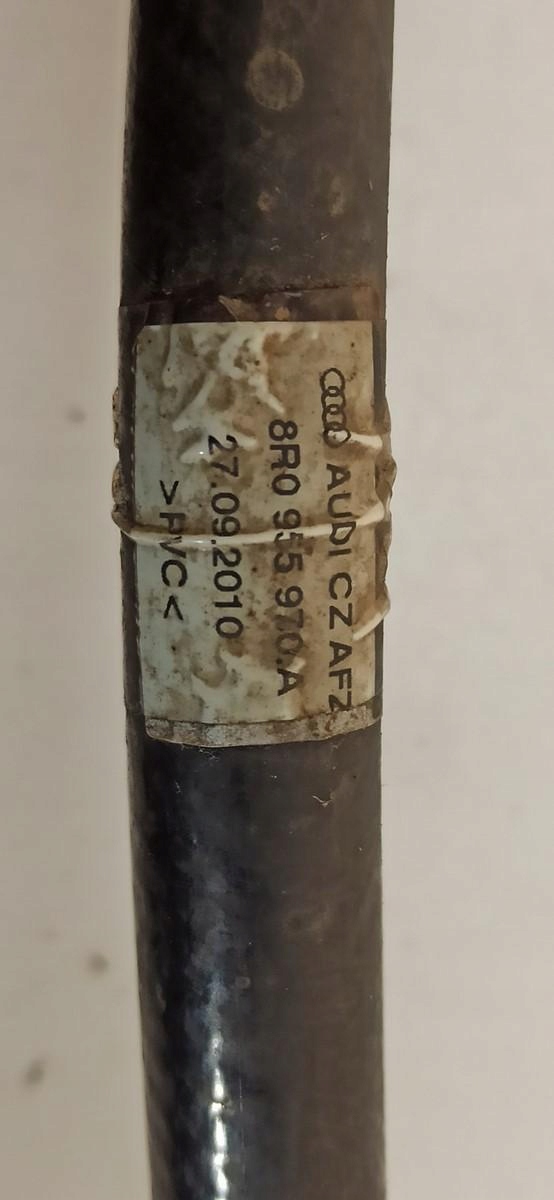 AUDI CZ AFZ
8R0 955 970.A
27.09.2010
>PVC<